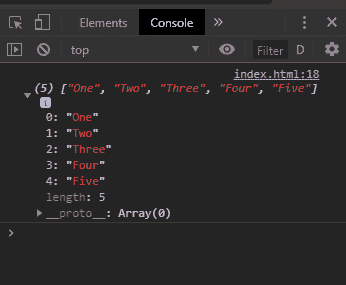 Elements Console
top Filter D
index.html:18
(5) ["One", "Two", "Three", "Four", "Five"]
i
0: "One"
1: "Two"
2: "Three"
3: "Four"
4: "Five"
length: 5
__proto__: Array(0)